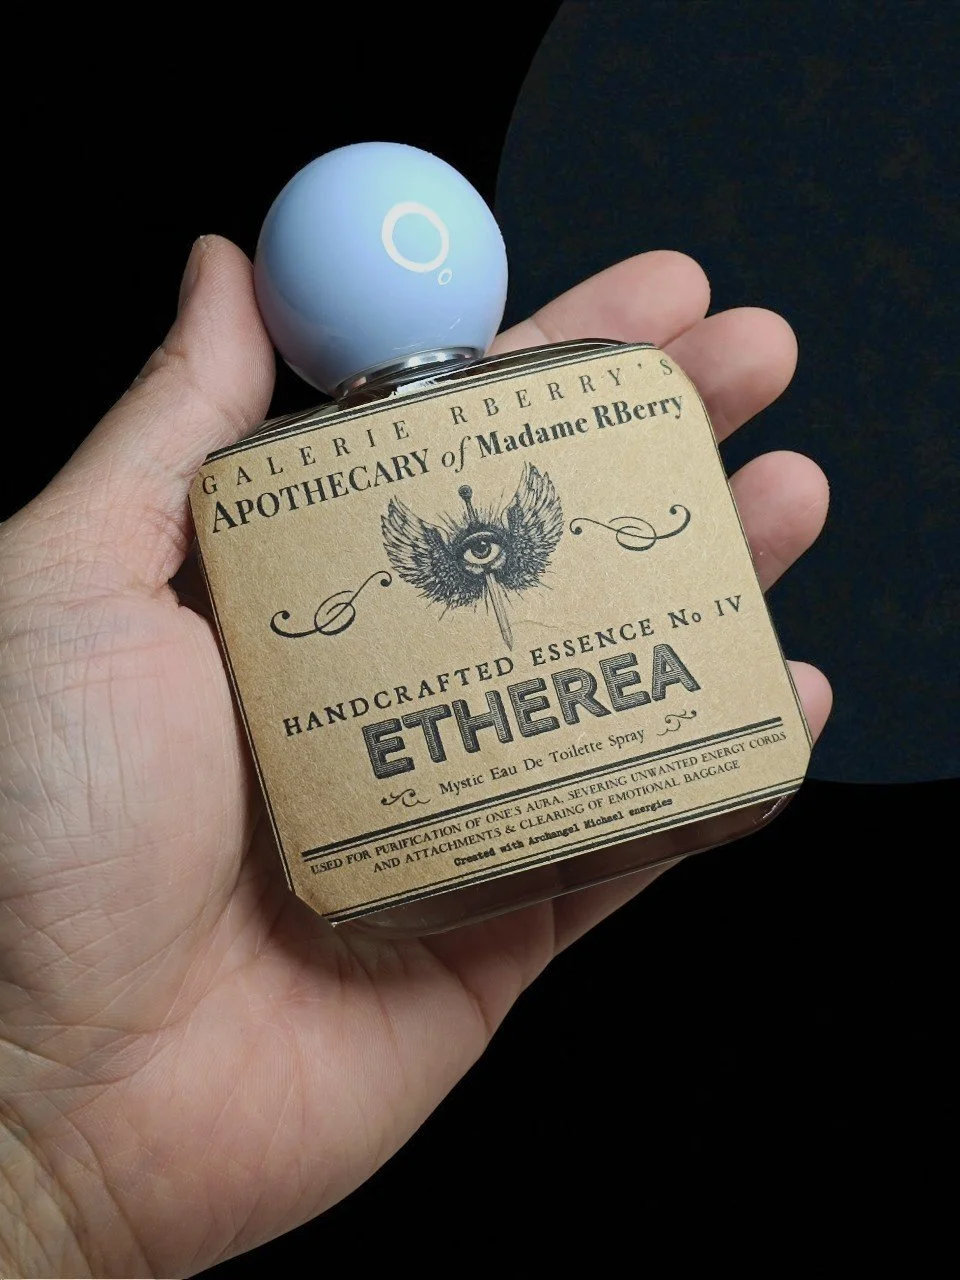 GALERIE RBERRY'S
APOTHECARY of Madame RBerry
HANDCRAFTED ESSENCE No IV
ETHEREA
Mystic Eau De Toilette Spray
USED FOR PURIFICATION OF ONE'S AURA, SEVERING UNWANTED ENERGY CORDS
AND ATTACHMENTS & CLEARING OF EMOTIONAL BAGGAGE
Created with Archangel Michael energies